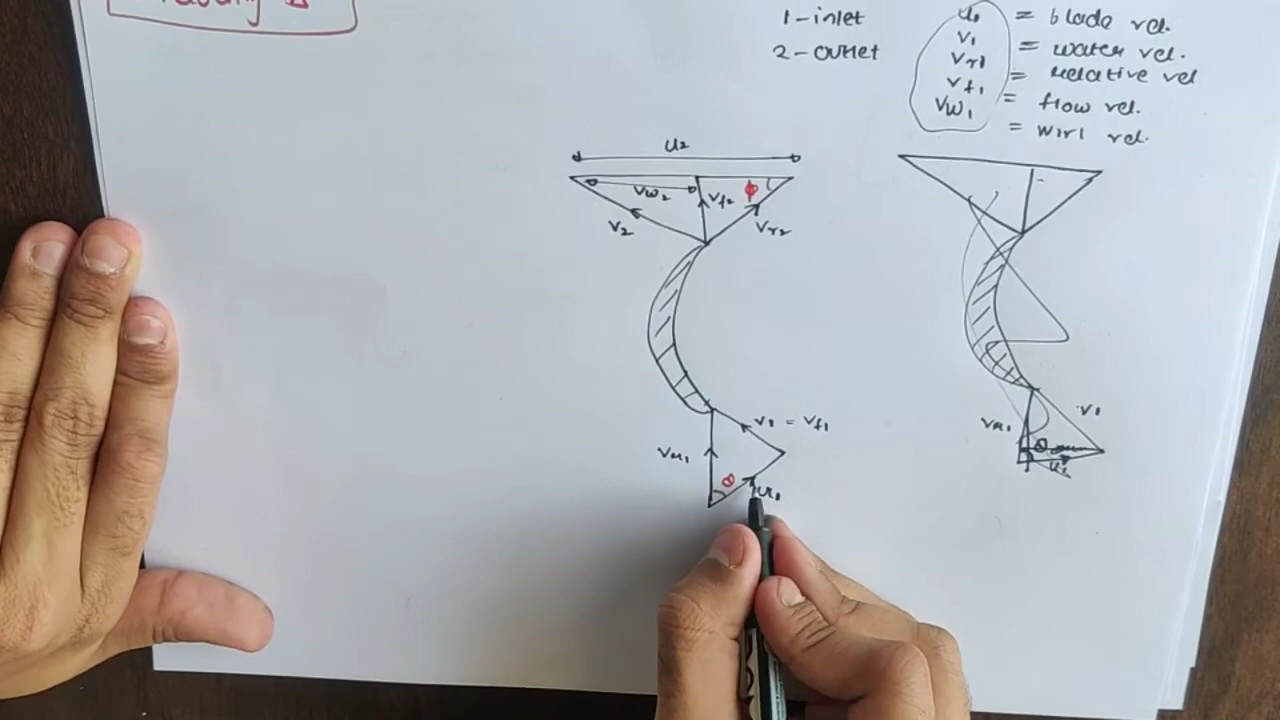 1-inlet
2-outlet
u₁ = blade vel.
V₁ = water vel.
Vr₁ = relative vel
Vf₁ = flow vel.
Vw₁ = wirl vel.
u₂
Vw₂
Vf₂
ϕ
V₂
Vr₂
V₁ = Vf₁
Vr₁
θ
u₁
V₁
Vr₁
θ